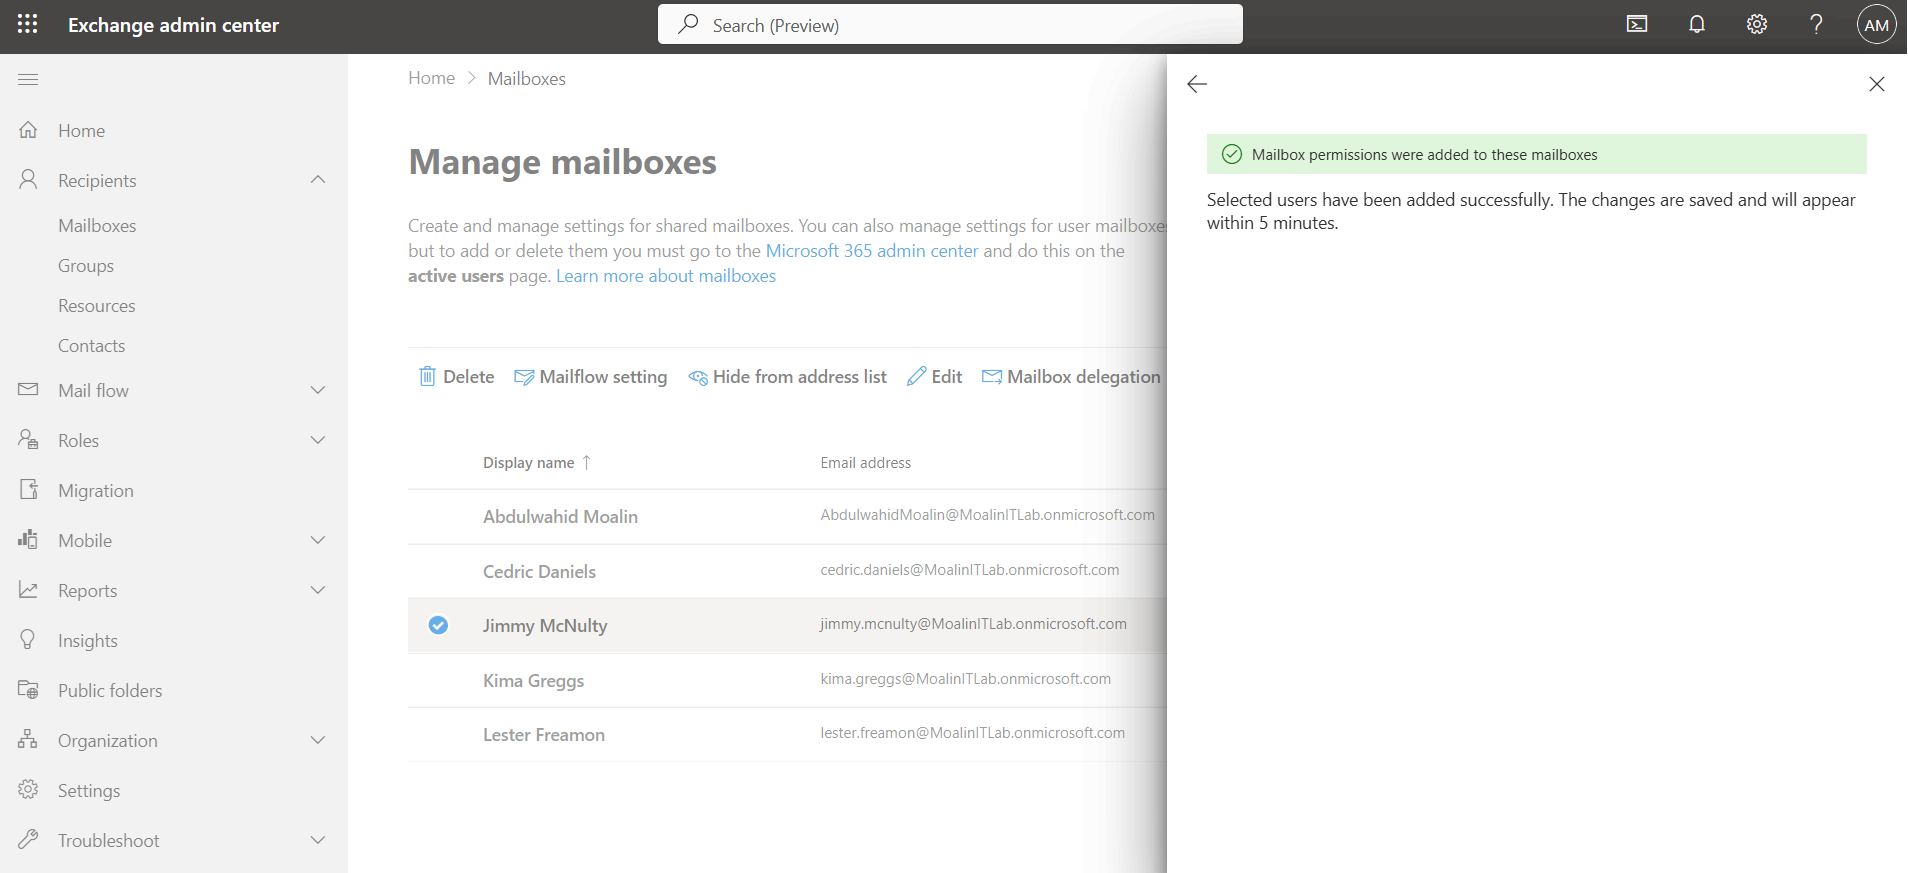 Exchange admin center
Search (Preview)
AM
Home
Recipients
Mailboxes
Groups
Resources
Contacts
Mail flow
Roles
Migration
Mobile
Reports
Insights
Public folders
Organization
Settings
Troubleshoot
Home > Mailboxes
Manage mailboxes
Create and manage settings for shared mailboxes. You can also manage settings for user mailboxes
but to add or delete them you must go to the Microsoft 365 admin center and do this on the
active users page. Learn more about mailboxes
Delete Mailflow setting Hide from address list Edit Mailbox delegation
Display name ↑ Email address
Abdulwahid Moalin AbdulwahidMoalin@MoalinITLab.onmicrosoft.com
Cedric Daniels cedric.daniels@MoalinITLab.onmicrosoft.com
Jimmy McNulty jimmy.mcnulty@MoalinITLab.onmicrosoft.com
Kima Greggs kima.greggs@MoalinITLab.onmicrosoft.com
Lester Freamon lester.freamon@MoalinITLab.onmicrosoft.com
Mailbox permissions were added to these mailboxes
Selected users have been added successfully. The changes are saved and will appear
within 5 minutes.